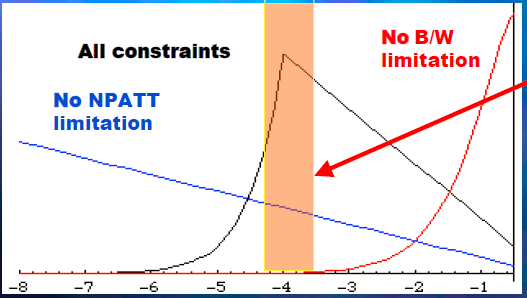 No B/W
limitation
All constraints
No NPATT
limitation
-8 -7 -6 -5 -4 -3 -2 -1